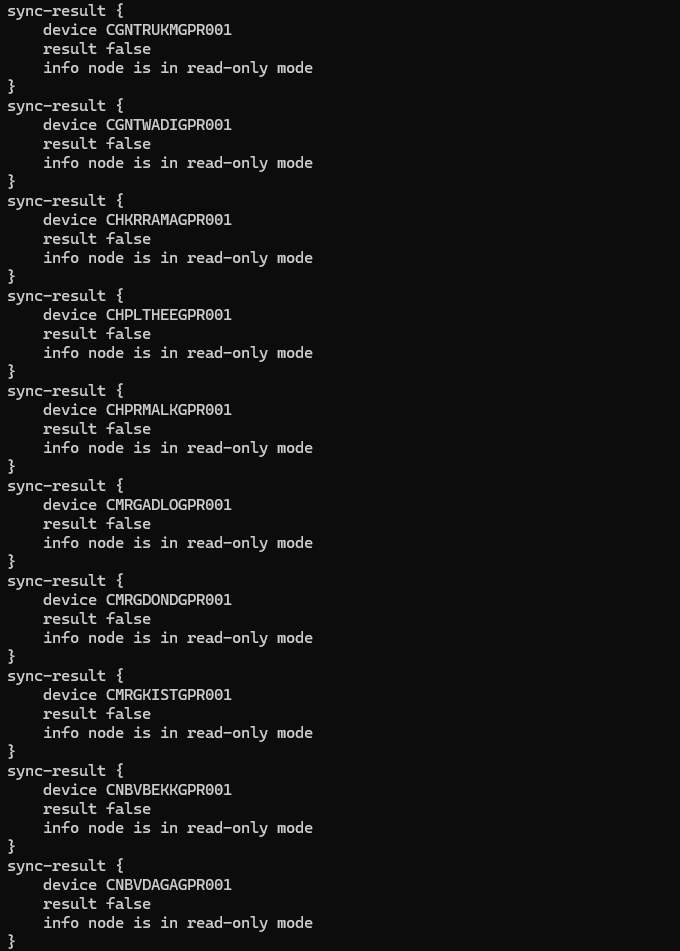 sync-result {
    device CGNTRUKMGPR001
    result false
    info node is in read-only mode
}
sync-result {
    device CGNTWADIGPR001
    result false
    info node is in read-only mode
}
sync-result {
    device CHKRRAMAGPR001
    result false
    info node is in read-only mode
}
sync-result {
    device CHPLTHEEGPR001
    result false
    info node is in read-only mode
}
sync-result {
    device CHPRMALKGPR001
    result false
    info node is in read-only mode
}
sync-result {
    device CMRGADLOGPR001
    result false
    info node is in read-only mode
}
sync-result {
    device CMRGDONDGPR001
    result false
    info node is in read-only mode
}
sync-result {
    device CMRGKISTGPR001
    result false
    info node is in read-only mode
}
sync-result {
    device CNBVBEKKGPR001
    result false
    info node is in read-only mode
}
sync-result {
    device CNBVDAGAGPR001
    result false
    info node is in read-only mode
}